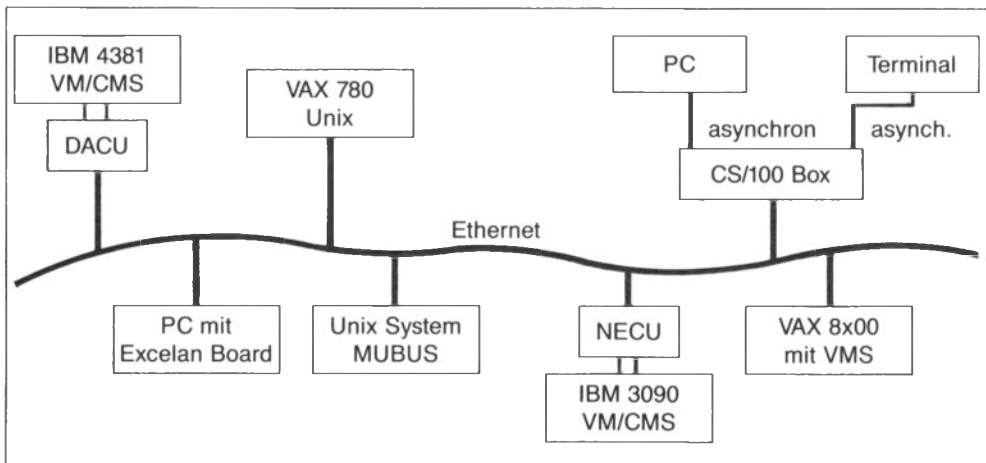 IBM 4381
VM/CMS
DACU
VAX 780
Unix
PC
Terminal
asynchron
asynch.
CS/100 Box
Ethernet
PC mit
Excelan Board
Unix System
MUBUS
NECU
IBM 3090
VM/CMS
VAX 8x00
mit VMS